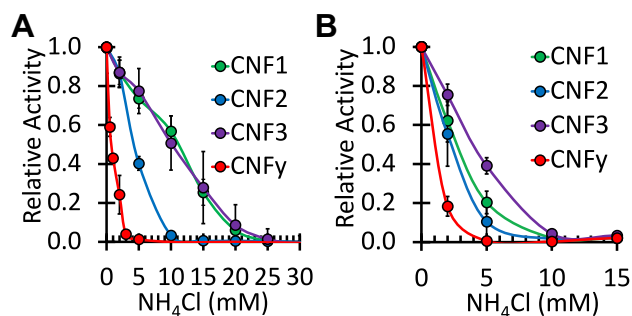 A
Relative Activity
1.0
0.8
0.6
0.4
0.2
0.0
0 5 10 15 20 25 30
NH₄Cl (mM)
CNF1
CNF2
CNF3
CNFy
B
Relative Activity
1.0
0.8
0.6
0.4
0.2
0.0
0 5 10 15
NH₄Cl (mM)
CNF1
CNF2
CNF3
CNFy